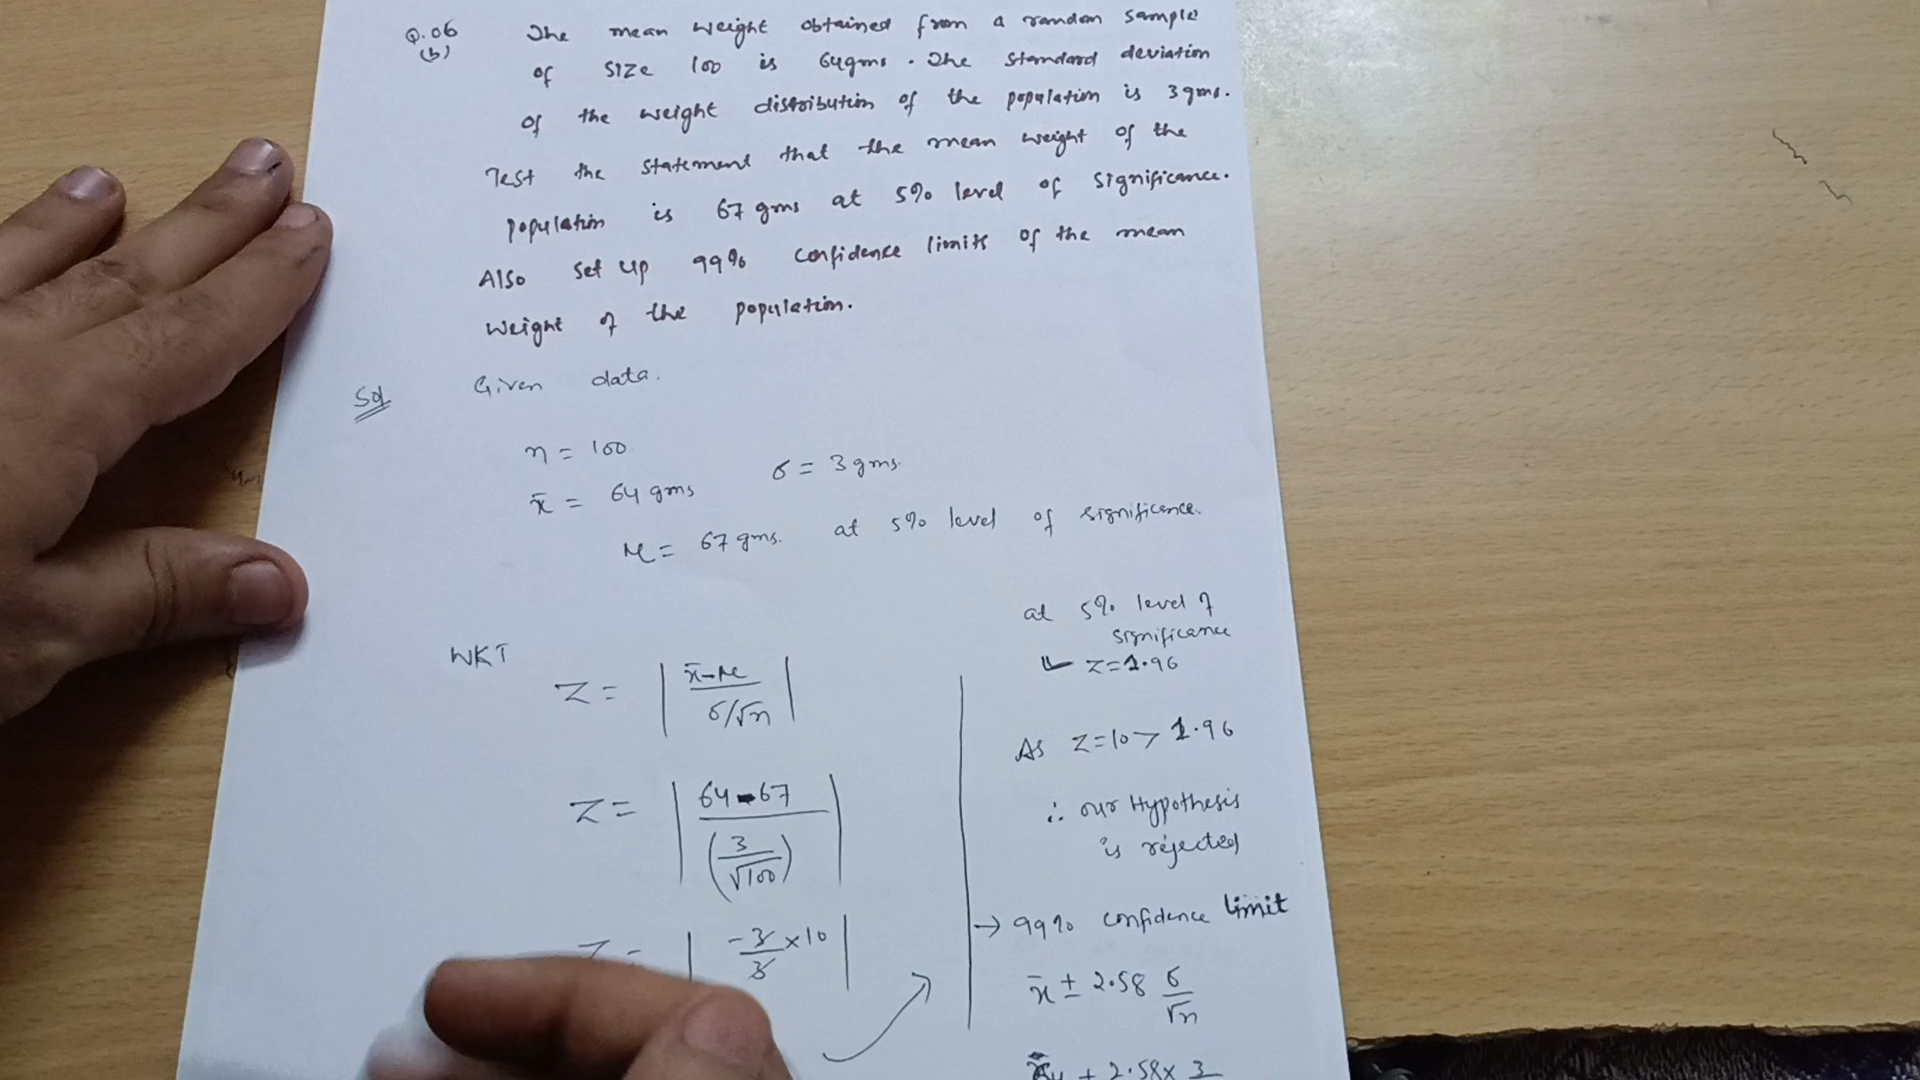 Q.06 The mean weight obtained from a random sample
(b) of size 100 is 64gms. The standard deviation
of the weight distribution of the population is 3gms.
Test the statement that the mean weight of the
population is 67 gms at 5% level of significance.
Also set up 99% confidence limits of the mean
weight of the population.
Sol Given data.
n = 100
x̄ = 64 gms σ = 3gms.
μ = 67gms. at 5% level of significance.
WKT
Z = | (x̄-μ)/(σ/√n) |
Z = | (64-67)/(3/√100) |
Z = | -3/3 × 10 |
at 5% level of
significance
Z=1.96
As Z=10 > 1.96
∴ our Hypothesis
is rejected
→ 99% confidence limit
x̄ ± 2.58 σ/√n
+ 2.58× 3